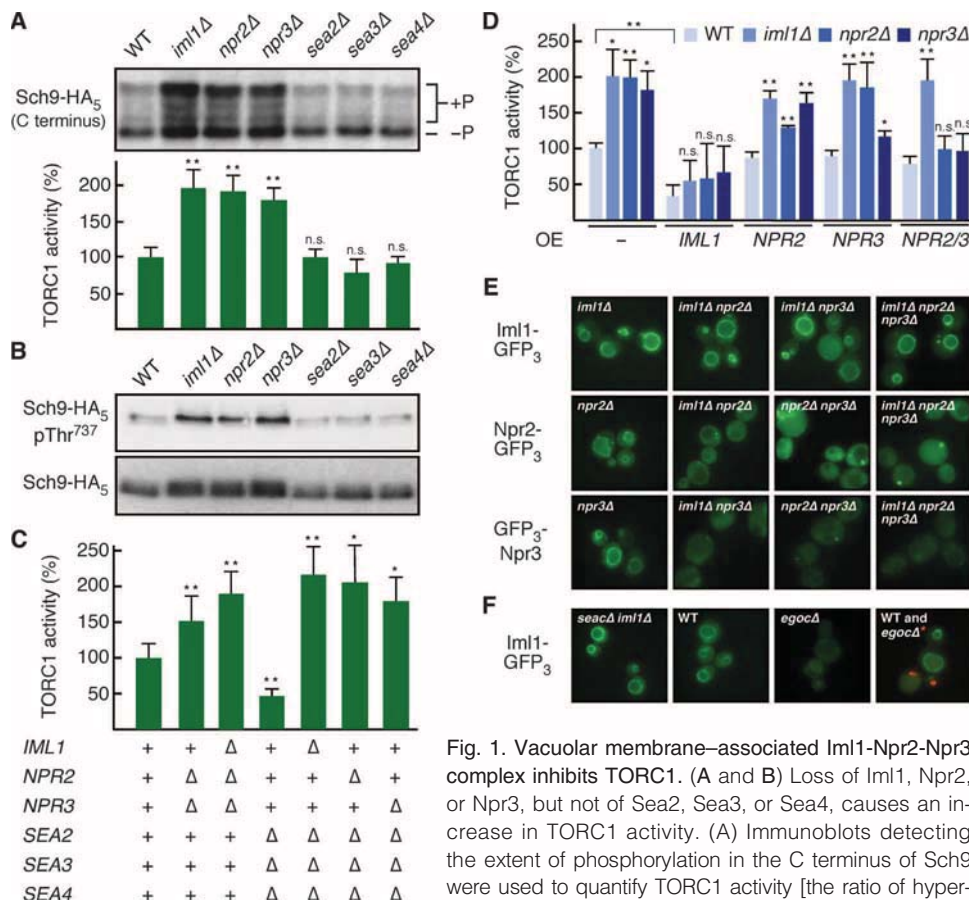 A
WT iml1Δ npr2Δ npr3Δ sea2Δ sea3Δ sea4Δ
Sch9-HA5
(C terminus)
+P
−P
TORC1 activity (%)
200
150
100
50
** ** ** n.s. n.s. n.s.
B
WT iml1Δ npr2Δ npr3Δ sea2Δ sea3Δ sea4Δ
Sch9-HA5
pThr737
Sch9-HA5
C
TORC1 activity (%)
250
200
150
100
50
** ** ** ** * *
IML1 + + Δ + Δ + +
NPR2 + Δ Δ + + Δ +
NPR3 + Δ Δ + + + Δ
SEA2 + + + Δ Δ Δ Δ
SEA3 + + + Δ Δ Δ Δ
SEA4 + + + Δ Δ Δ Δ
D
WT iml1Δ npr2Δ npr3Δ
TORC1 activity (%)
250
200
150
100
50
**
* ** *
n.s. n.s. n.s.
** ** **
** ** *
** n.s. n.s.
OE – IML1 NPR2 NPR3 NPR2/3
E
Iml1-
GFP3
iml1Δ
iml1Δ npr2Δ
iml1Δ npr3Δ
iml1Δ npr2Δ
npr3Δ
Npr2-
GFP3
npr2Δ
iml1Δ npr2Δ
npr2Δ npr3Δ
iml1Δ npr2Δ
npr3Δ
GFP3-
Npr3
npr3Δ
iml1Δ npr3Δ
npr2Δ npr3Δ
iml1Δ npr2Δ
npr3Δ
F
Iml1-
GFP3
seacΔ iml1Δ
WT
egocΔ
WT and
egocΔ*
Fig. 1. Vacuolar membrane–associated Iml1-Npr2-Npr3
complex inhibits TORC1. (A and B) Loss of Iml1, Npr2,
or Npr3, but not of Sea2, Sea3, or Sea4, causes an in-
crease in TORC1 activity. (A) Immunoblots detecting
the extent of phosphorylation in the C terminus of Sch9
were used to quantify TORC1 activity [the ratio of hyper-